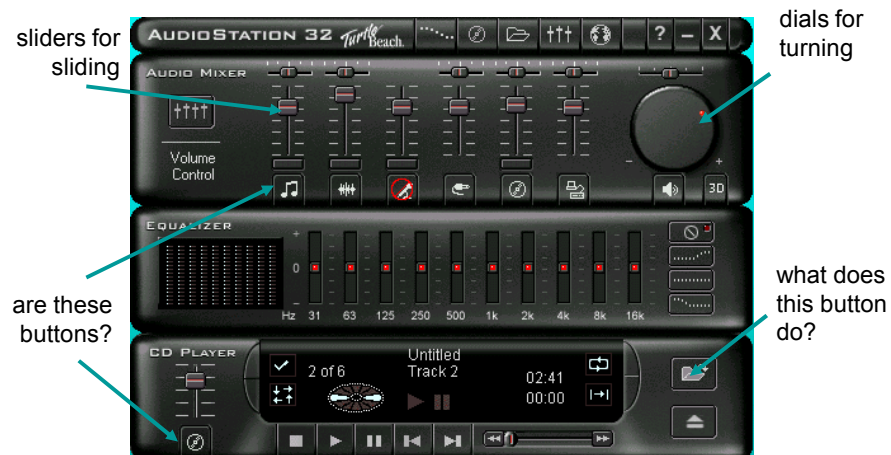 sliders for
sliding
AudioStation 32 Turtle Beach.
? – X
dials for
turning
Audio Mixer
Volume
Control
– +
3D
are these
buttons?
Equalizer
+
0
–
Hz 31 63 125 250 500 1k 2k 4k 8k 16k
what does
this button
do?
CD Player
Untitled
2 of 6 Track 2 02:41
00:00